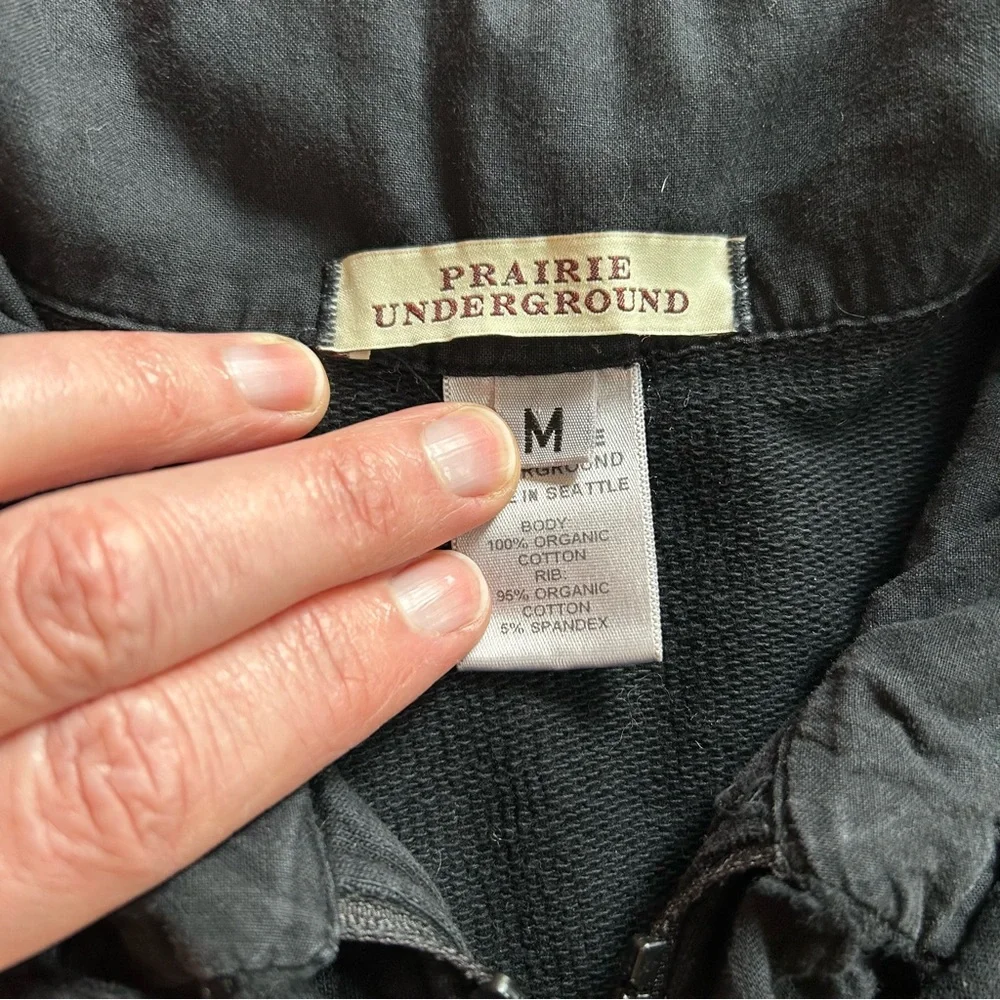 PRAIRIE
UNDERGROUND
M
RGROUND
E IN SEATTLE
BODY
100% ORGANIC
COTTON
RIB.
95% ORGANIC
COTTON
5% SPANDEX